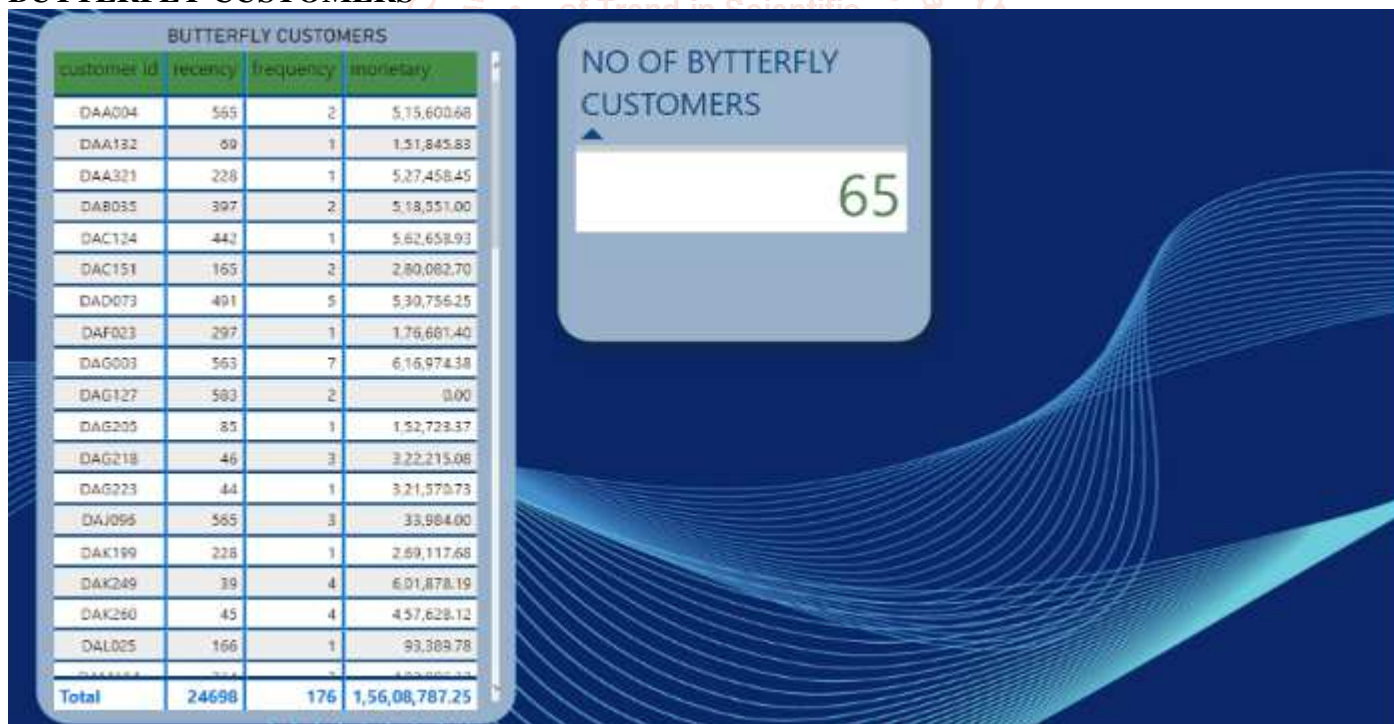 BUTTERFLY CUSTOMERS
of Trend in Scientific
BUTTERFLY CUSTOMERS
customer id recency frequency monetary
DAA004 565 2 5,15,600.68
DAA132 69 1 1,51,845.83
DAA321 228 1 5,27,458.45
DAB035 397 2 5,18,551.00
DAC124 442 1 5,62,658.93
DAC151 165 2 2,80,082.70
DAD073 491 5 5,30,756.25
DAF023 297 1 1,76,681.40
DAG003 563 7 6,16,974.38
DAG127 583 2 0.00
DAG205 85 1 1,52,723.37
DAG218 46 3 3,22,215.08
DAG223 44 1 3,21,570.73
DAJ096 565 3 33,984.00
DAK199 228 1 2,69,117.68
DAK249 39 4 6,01,878.19
DAK260 45 4 4,57,628.12
DAL025 166 1 93,389.78
Total 24698 176 1,56,08,787.25
NO OF BYTTERFLY
CUSTOMERS
65